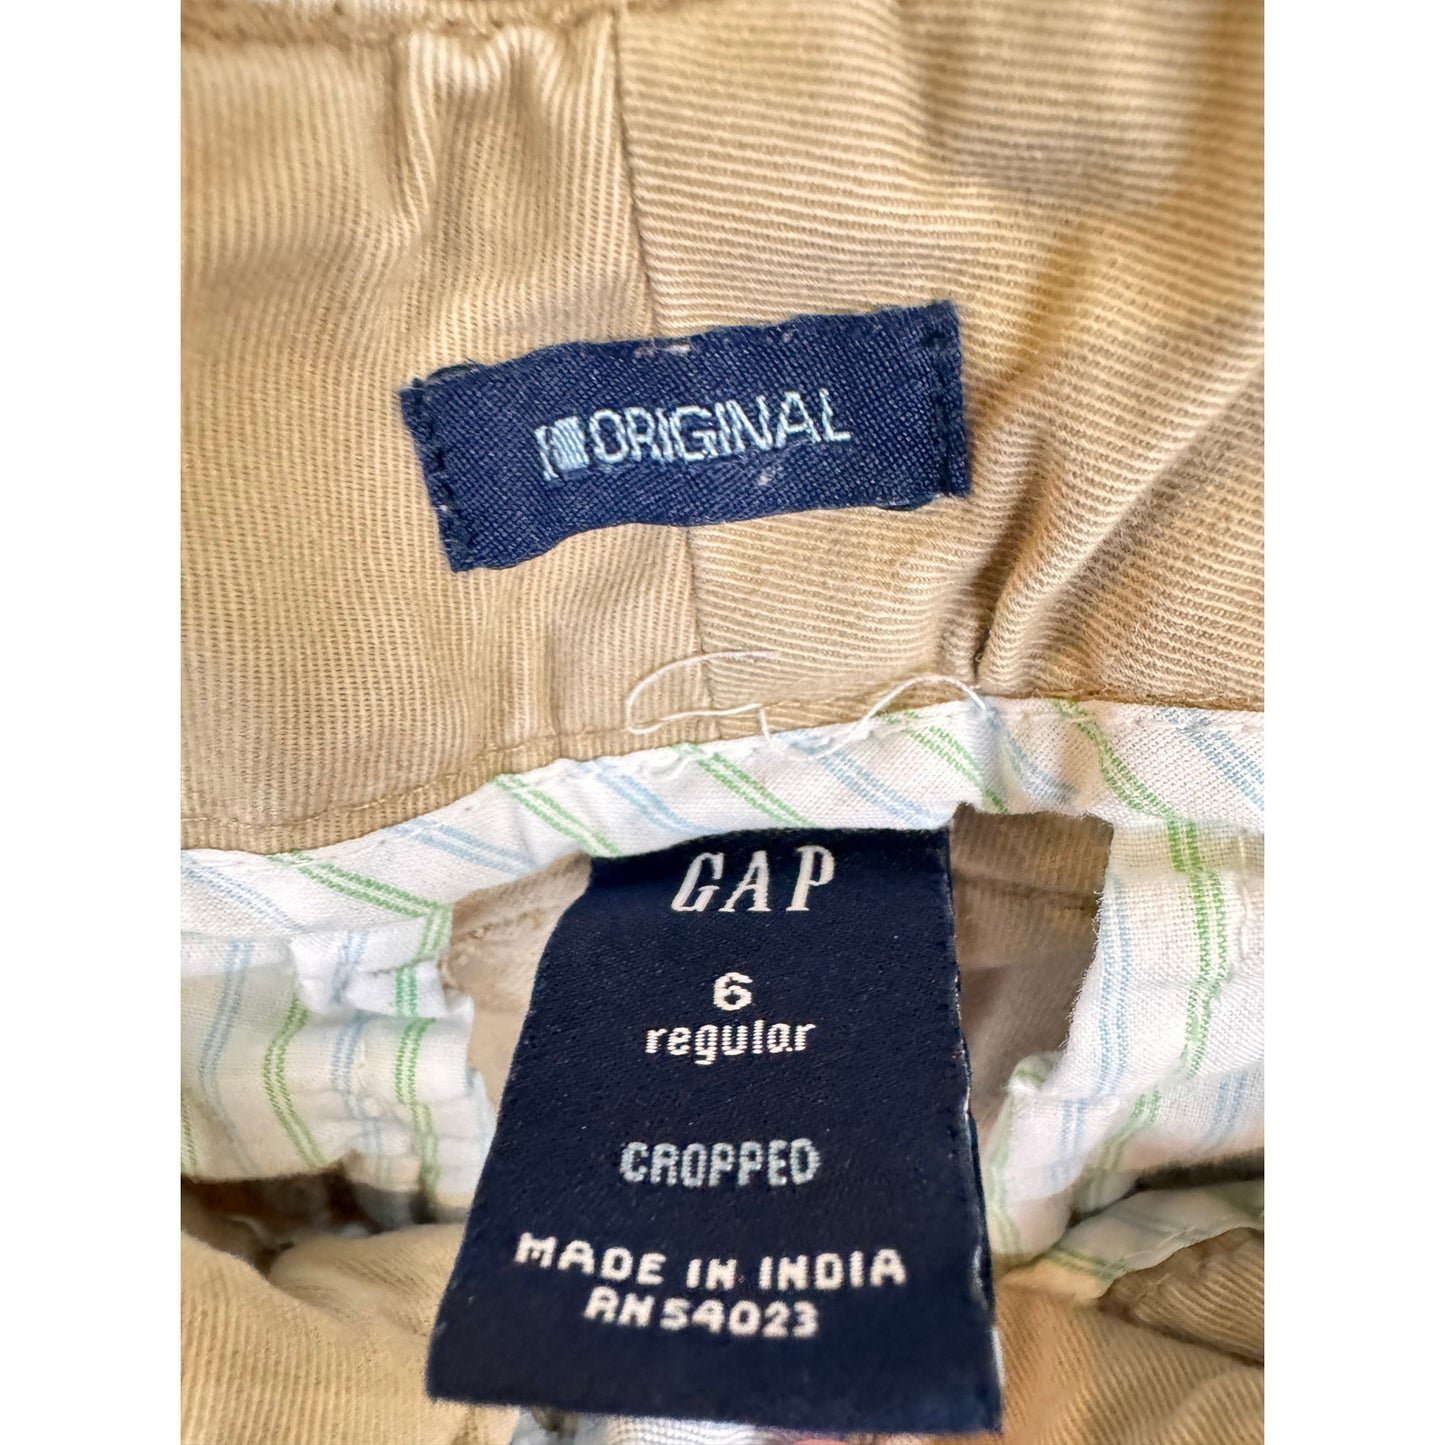 ORIGINAL
GAP
6
regular
CROPPED
MADE IN INDIA
RN54023